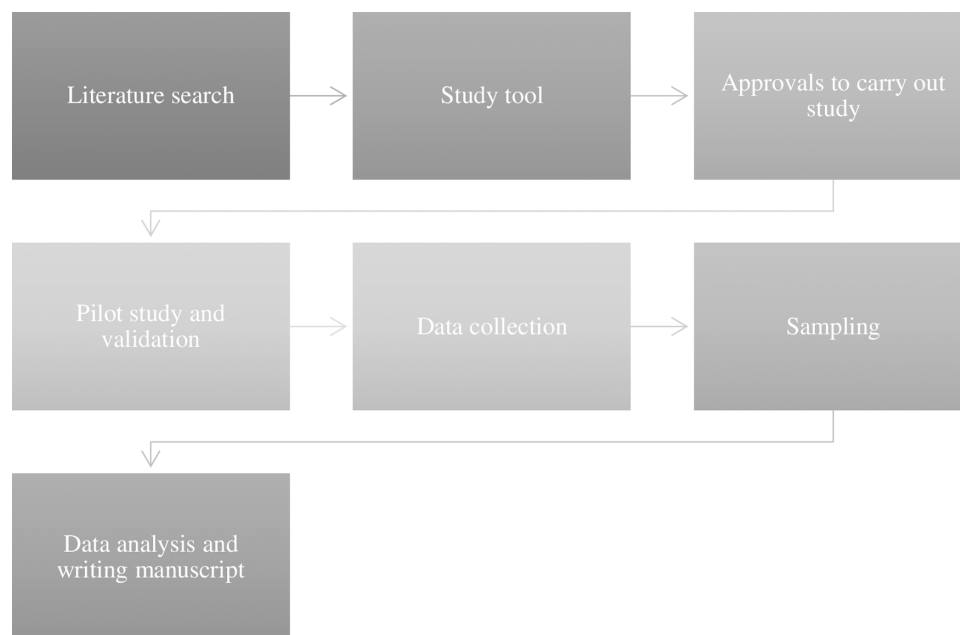 Literature search
Study tool
Approvals to carry out
study
Pilot study and
validation
Data collection
Sampling
Data analysis and
writing manuscript